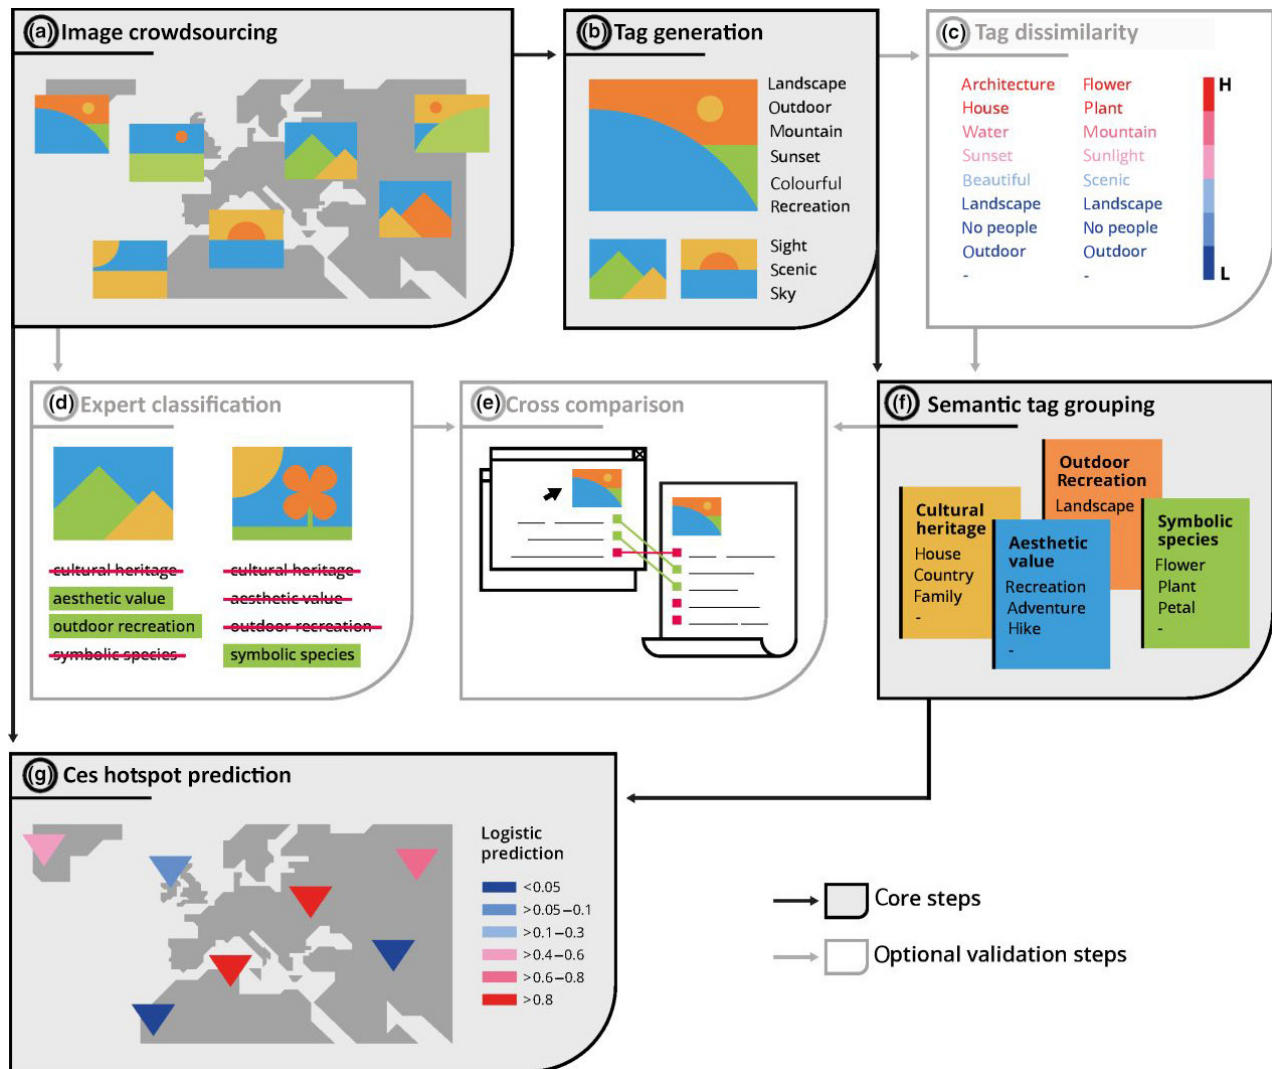 (a) Image crowdsourcing
(b) Tag generation
Landscape
Outdoor
Mountain
Sunset
Colourful
Recreation
Sight
Scenic
Sky
(c) Tag dissimilarity
Architecture Flower
House Plant
Water Mountain
Sunset Sunlight
Beautiful Scenic
Landscape Landscape
No people No people
Outdoor Outdoor
- -
H
L
(d) Expert classification
cultural heritage
aesthetic value
outdoor recreation
symbolic species
cultural heritage
aesthetic value
outdoor recreation
symbolic species
(e) Cross comparison
(f) Semantic tag grouping
Cultural
heritage
House
Country
Family
-
Aesthetic
value
Recreation
Adventure
Hike
-
Outdoor
Recreation
Landscape
Symbolic
species
Flower
Plant
Petal
-
(g) Ces hotspot prediction
Logistic
prediction
<0.05
>0.05–0.1
>0.1–0.3
>0.4–0.6
>0.6–0.8
>0.8
Core steps
Optional validation steps